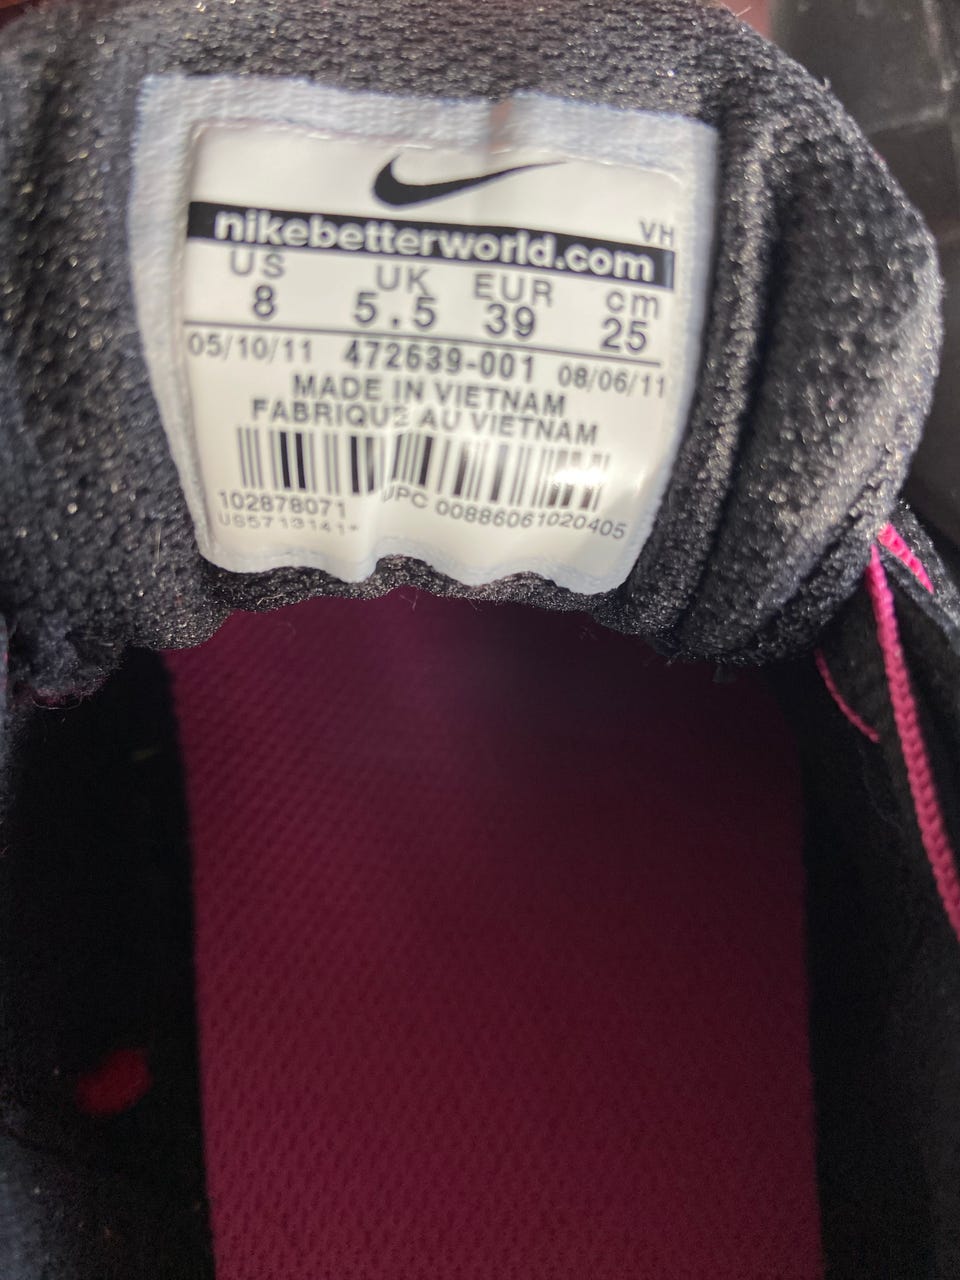 VH
nikebetterworld.com
US UK EUR cm
8 5.5 39 25
05/10/11 472639-001 08/06/11
MADE IN VIETNAM
FABRIQUE AU VIETNAM
102878071 UPC 00886061020405
US5713141*